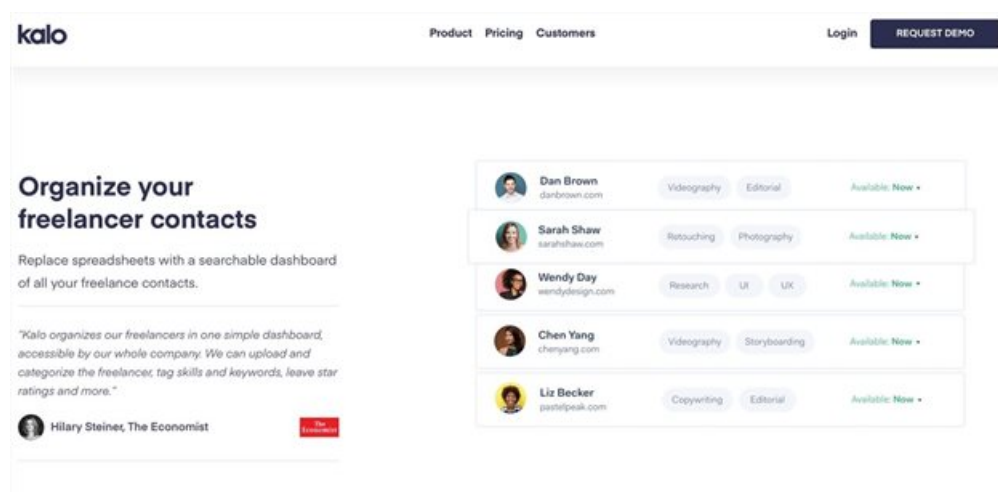 kalo
Product Pricing Customers
Login
REQUEST DEMO
Organize your
freelancer contacts
Replace spreadsheets with a searchable dashboard
of all your freelance contacts.
"Kalo organizes our freelancers in one simple dashboard,
accessible by our whole company. We can upload and
categorize the freelancer, tag skills and keywords, leave star
ratings and more."
Hilary Steiner, The Economist
The
Economist
Dan Brown
danbrown.com
Videography Editorial
Available: Now
Sarah Shaw
sarahshaw.com
Retouching Photography
Available: Now
Wendy Day
wendydesign.com
Research UI UX
Available: Now
Chen Yang
chenyang.com
Videography Storyboarding
Available: Now
Liz Becker
pastelpeak.com
Copywriting Editorial
Available: Now